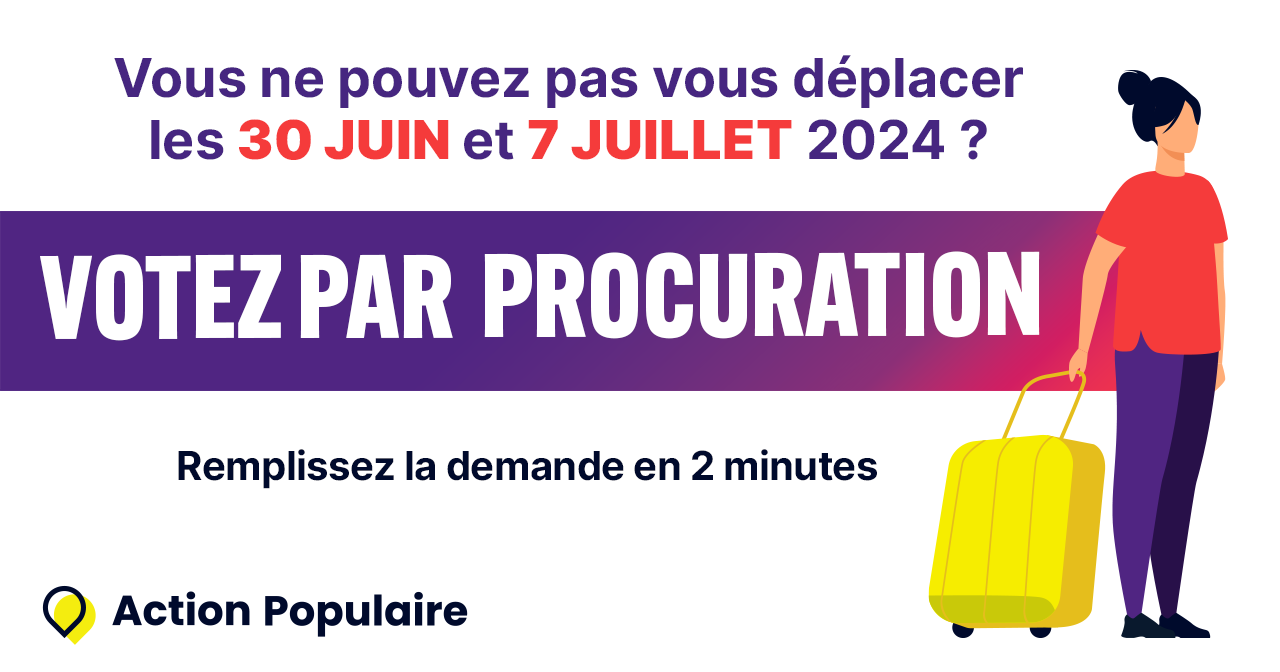 Vous ne pouvez pas vous déplacer
les 30 JUIN et 7 JUILLET 2024 ?
VOTEZ PAR PROCURATION
Remplissez la demande en 2 minutes
Action Populaire